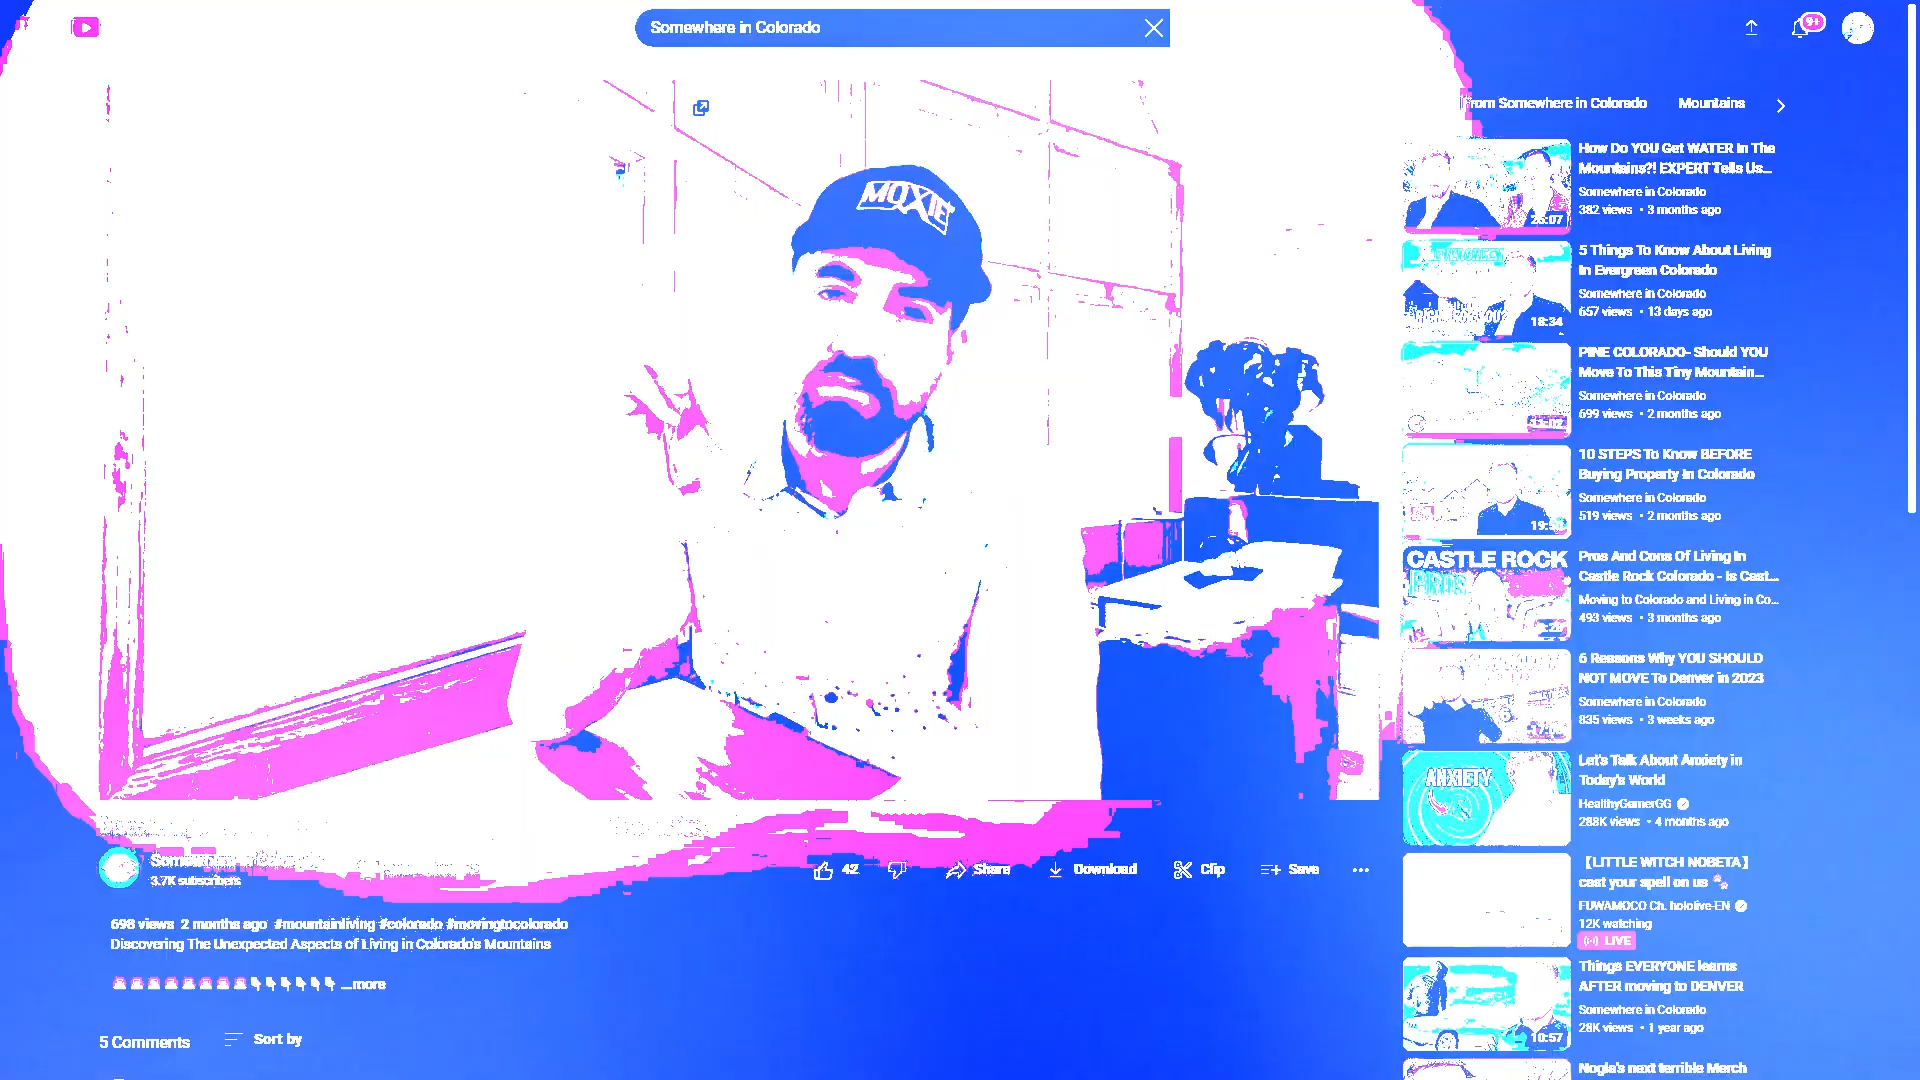 Somewhere in Colorado
9+
MOXIE
from Somewhere in Colorado
Mountains
How Do YOU Get WATER In The
Mountains?! EXPERT Tells Us...
Somewhere in Colorado
382 views • 3 months ago
25:07
5 Things To Know About Living
In Evergreen Colorado
Somewhere in Colorado
657 views • 13 days ago
18:34
PINE COLORADO- Should YOU
Move To This Tiny Mountain...
Somewhere in Colorado
699 views • 2 months ago
10 STEPS To Know BEFORE
Buying Property In Colorado
Somewhere in Colorado
519 views • 2 months ago
CASTLE ROCK
PROS
Pros And Cons Of Living In
Castle Rock Colorado - Is Cast...
Moving to Colorado and Living in Co...
493 views • 3 months ago
6 Reasons Why YOU SHOULD
NOT MOVE To Denver in 2023
Somewhere in Colorado
835 views • 3 weeks ago
ANXIETY
Let's Talk About Anxiety in
Today's World
HealthyGamerGG
288K views • 4 months ago
【LITTLE WITCH NOBETA】
cast your spell on us 🐾
FUWAMOCO Ch. hololive-EN
12K watching
LIVE
Things EVERYONE learns
AFTER moving to DENVER
Somewhere in Colorado
28K views • 1 year ago
10:57
Nogla's next terrible Merch
3.7K subscribers
42
Share
Download
Clip
Save
698 views 2 months ago #mountainliving #colorado #movingtocolorado
Discovering The Unexpected Aspects of Living in Colorado's Mountains
...more
5 Comments
Sort by